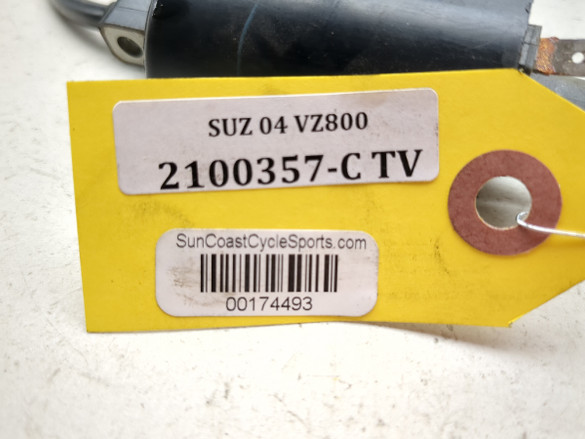 SUZ 04 VZ800
2100357-C TV
SunCoastCycleSports.com
00174493